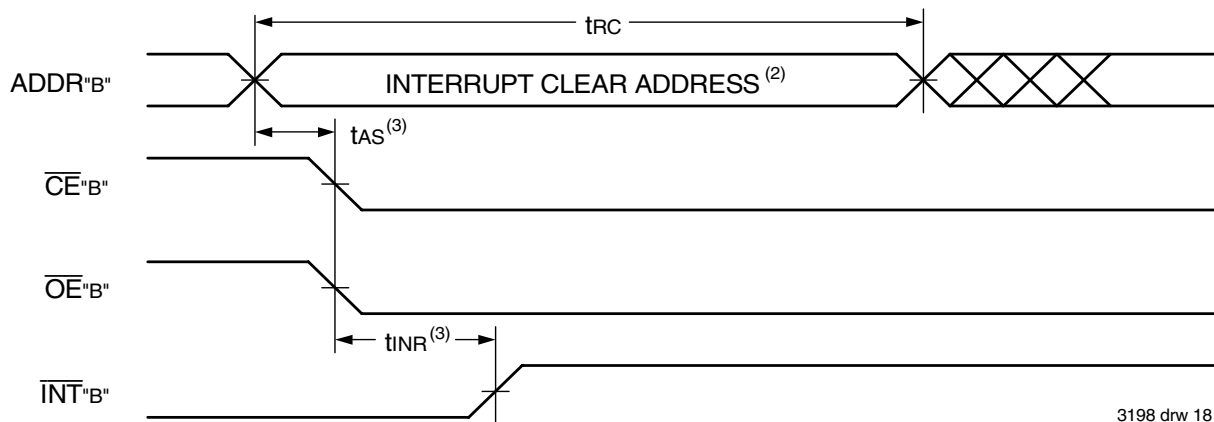 tRC
ADDR"B"
INTERRUPT CLEAR ADDRESS (2)
tAS(3)
CE"B"
OE"B"
tINR(3)
INT"B"
3198 drw 18